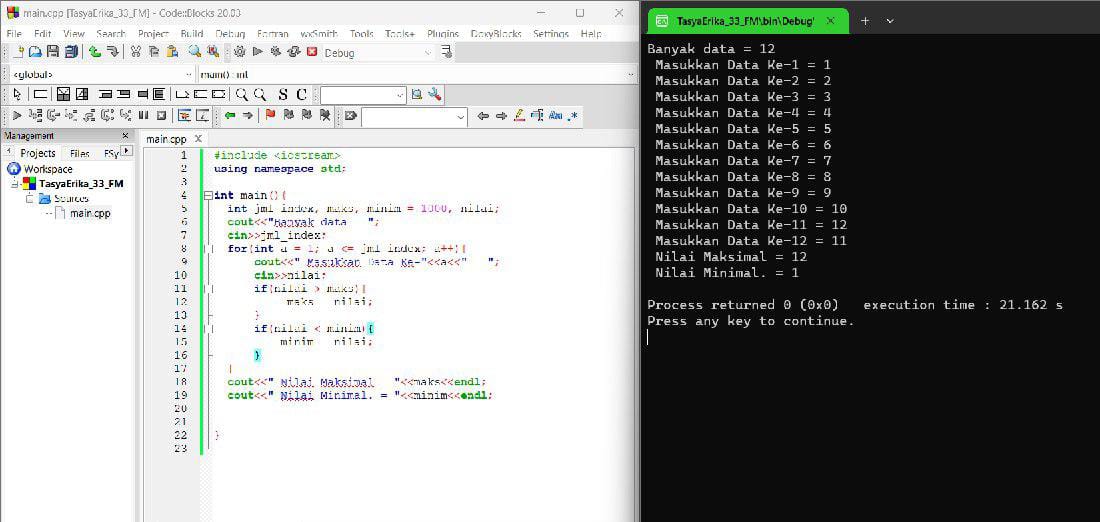 main.cpp [TasyaErika_33_FM] - Code::Blocks 20.03
File Edit View Search Project Build Debug Fortran wxSmith Tools Tools+ Plugins DoxyBlocks Settings Help
Debug
<global>
main() : int
S C
Management
Projects Files FSy
Workspace
TasyaErika_33_FM
Sources
main.cpp
main.cpp X
1 #include <iostream>
2 using namespace std;
3
4 int main(){
5 int jml_index, maks, minim = 1000, nilai;
6 cout<<"Banyak data = ";
7 cin>>jml_index;
8 for(int a = 1; a <= jml_index; a++){
9 cout<<" Masukkan Data Ke-"<<a<<" = ";
10 cin>>nilai;
11 if(nilai > maks){
12 maks = nilai;
13 }
14 if(nilai < minim){
15 minim = nilai;
16 }
17 }
18 cout<<" Nilai Maksimal = "<<maks<<endl;
19 cout<<" Nilai Minimal. = "<<minim<<endl;
20
21
22 }
23
TasyaErika_33_FM\bin\Debug\
Banyak data = 12
Masukkan Data Ke-1 = 1
Masukkan Data Ke-2 = 2
Masukkan Data Ke-3 = 3
Masukkan Data Ke-4 = 4
Masukkan Data Ke-5 = 5
Masukkan Data Ke-6 = 6
Masukkan Data Ke-7 = 7
Masukkan Data Ke-8 = 8
Masukkan Data Ke-9 = 9
Masukkan Data Ke-10 = 10
Masukkan Data Ke-11 = 12
Masukkan Data Ke-12 = 11
Nilai Maksimal = 12
Nilai Minimal. = 1
Process returned 0 (0x0) execution time : 21.162 s
Press any key to continue.